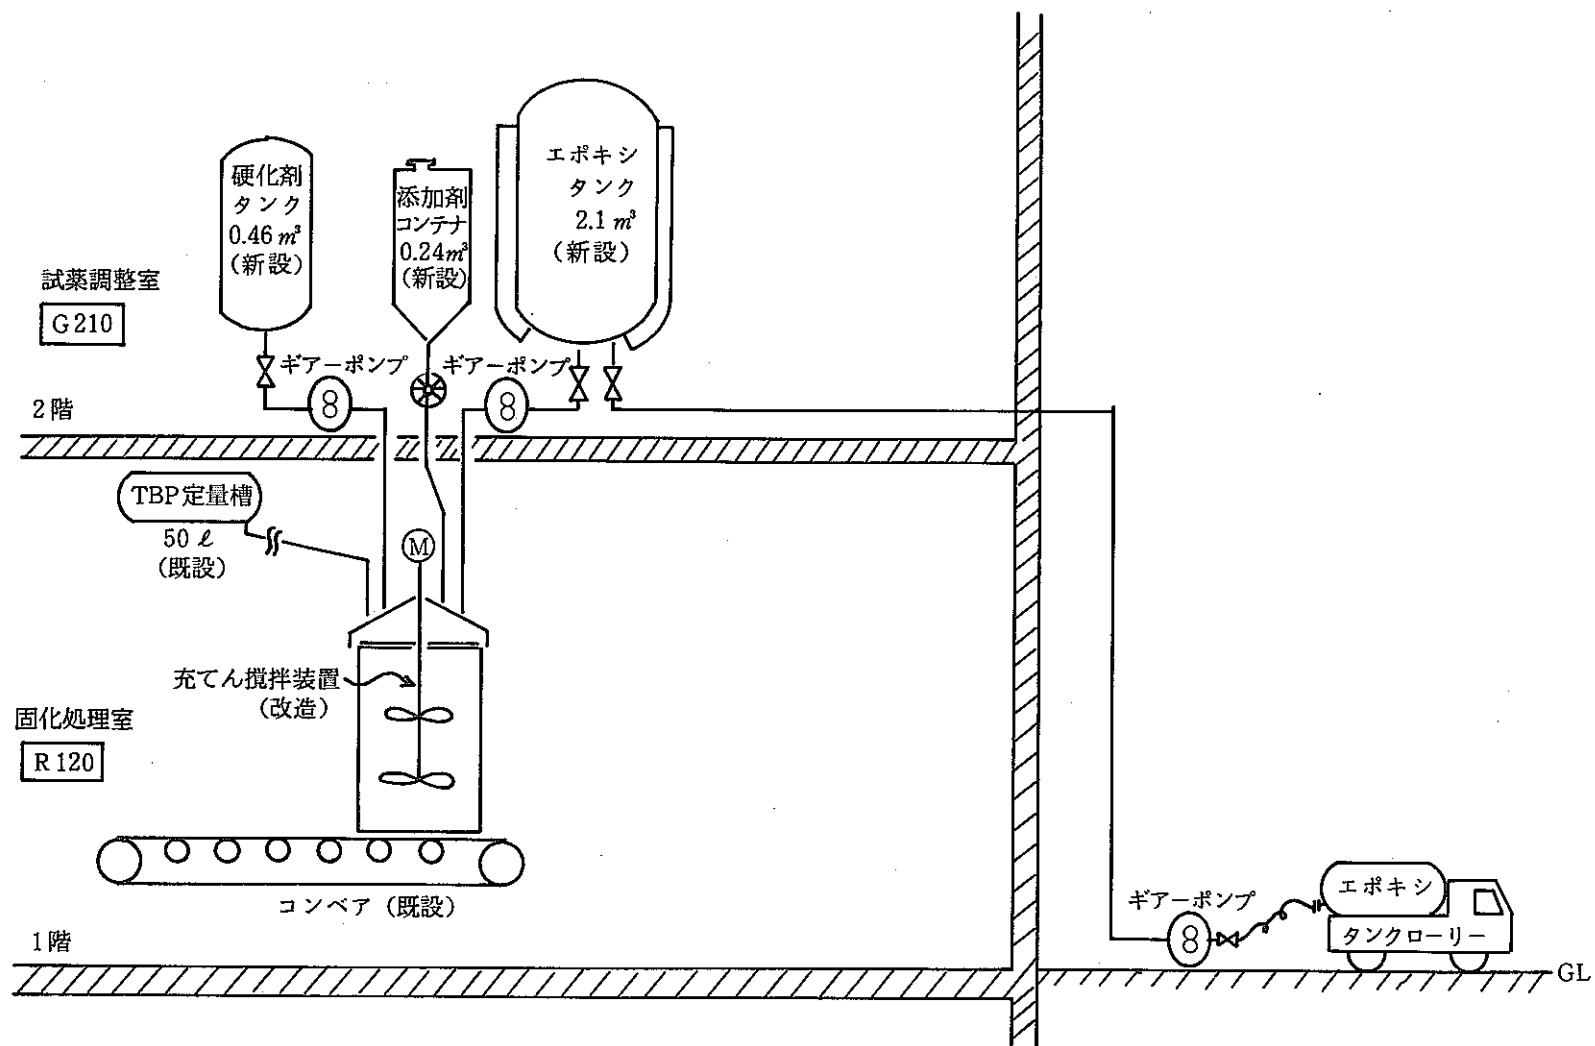 硬化剤
タンク
0.46 m³
(新設)
添加剤
コンテナ
0.24m³
(新設)
エポキシ
タンク
2.1 m³
(新設)
試薬調整室
G210
ギアーポンプ
ギアーポンプ
2階
TBP定量槽
50 ℓ
(既設)
M
充てん攪拌装置
(改造)
固化処理室
R120
コンベア (既設)
1階
ギアーポンプ
エポキシ
タンクローリー
GL